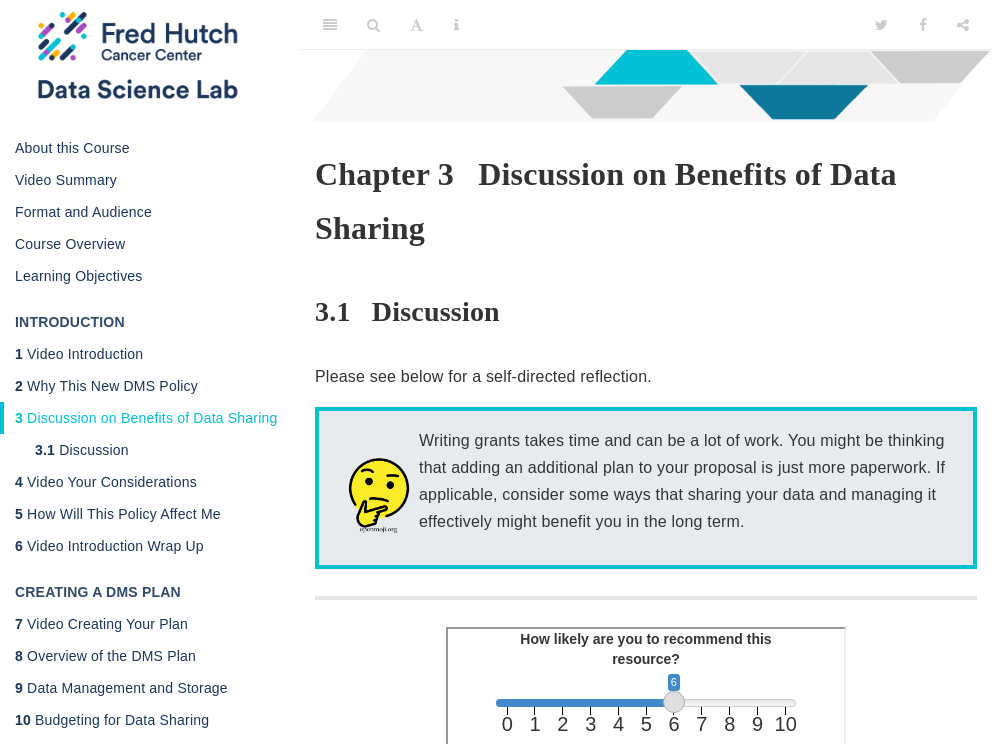 Fred Hutch
Cancer Center
Data Science Lab
About this Course
Video Summary
Format and Audience
Course Overview
Learning Objectives
INTRODUCTION
1 Video Introduction
2 Why This New DMS Policy
3 Discussion on Benefits of Data Sharing
3.1 Discussion
4 Video Your Considerations
5 How Will This Policy Affect Me
6 Video Introduction Wrap Up
CREATING A DMS PLAN
7 Video Creating Your Plan
8 Overview of the DMS Plan
9 Data Management and Storage
10 Budgeting for Data Sharing
Chapter 3 Discussion on Benefits of Data
Sharing
3.1 Discussion
Please see below for a self-directed reflection.
Writing grants takes time and can be a lot of work. You might be thinking
that adding an additional plan to your proposal is just more paperwork. If
applicable, consider some ways that sharing your data and managing it
effectively might benefit you in the long term.
openmoji.org
How likely are you to recommend this
resource?
6
0 1 2 3 4 5 6 7 8 9 10